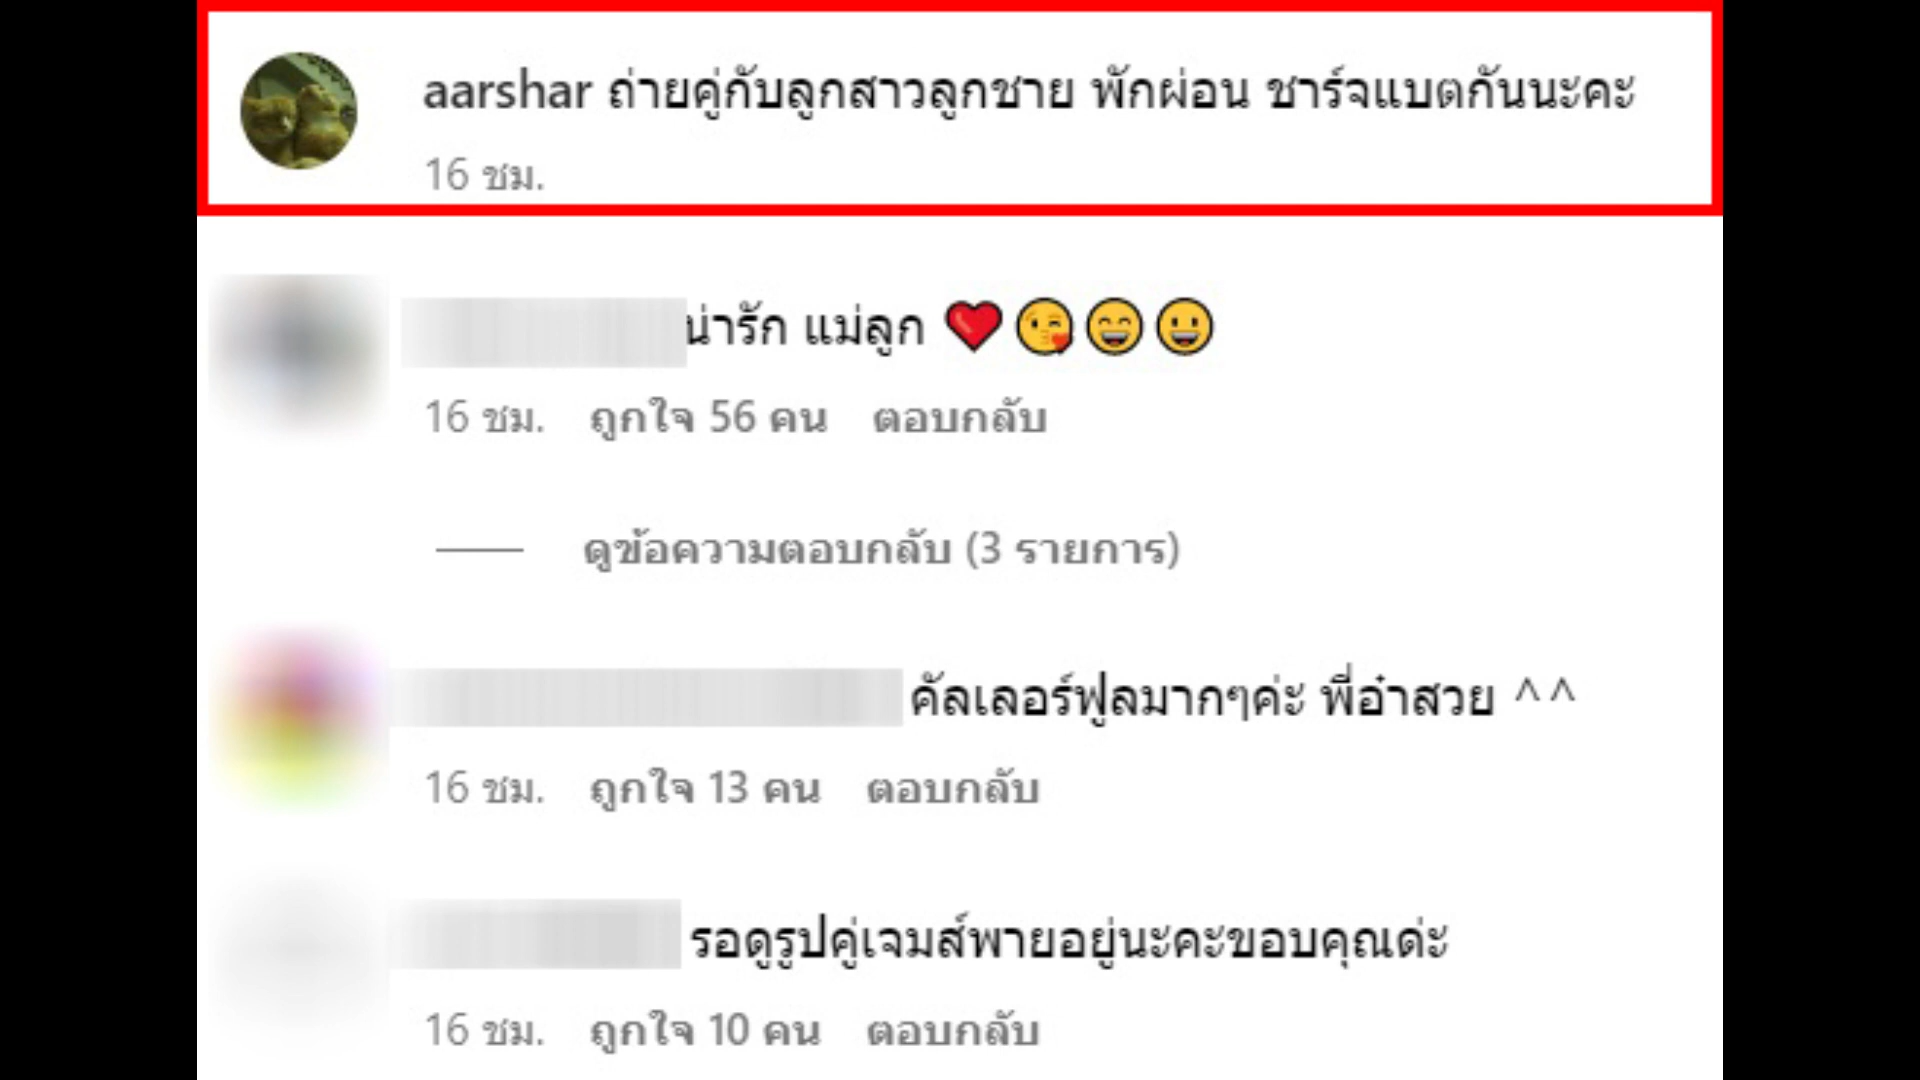 aarshar ถ่ายคู่กับลูกสาวลูกชาย พักผ่อน ชาร์จแบตกันนะคะ
16 ชม.
น่ารัก แม่ลูก ❤️😘😄😃
16 ชม. ถูกใจ 56 คน ตอบกลับ
ดูข้อความตอบกลับ (3 รายการ)
คัลเลอร์ฟูลมากๆค่ะ พี่อำสวย ^^
16 ชม. ถูกใจ 13 คน ตอบกลับ
รอดูรูปคู่เจมส์พายอยู่นะคะขอบคุณด่ะ
16 ชม. ถูกใจ 10 คน ตอบกลับ